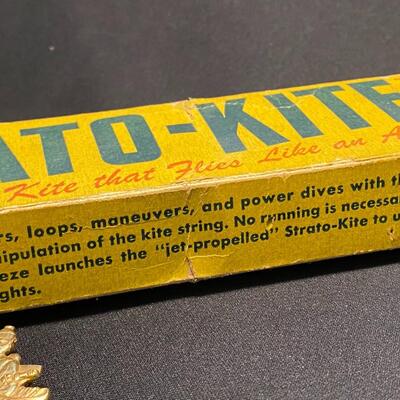 ATO-KITE
Kite that Flies Like an A
rs, loops, maneuvers, and power dives with th
nipulation of the kite string. No running is necessa
eze launches the "jet-propelled" Strato-Kite to u
ghts.